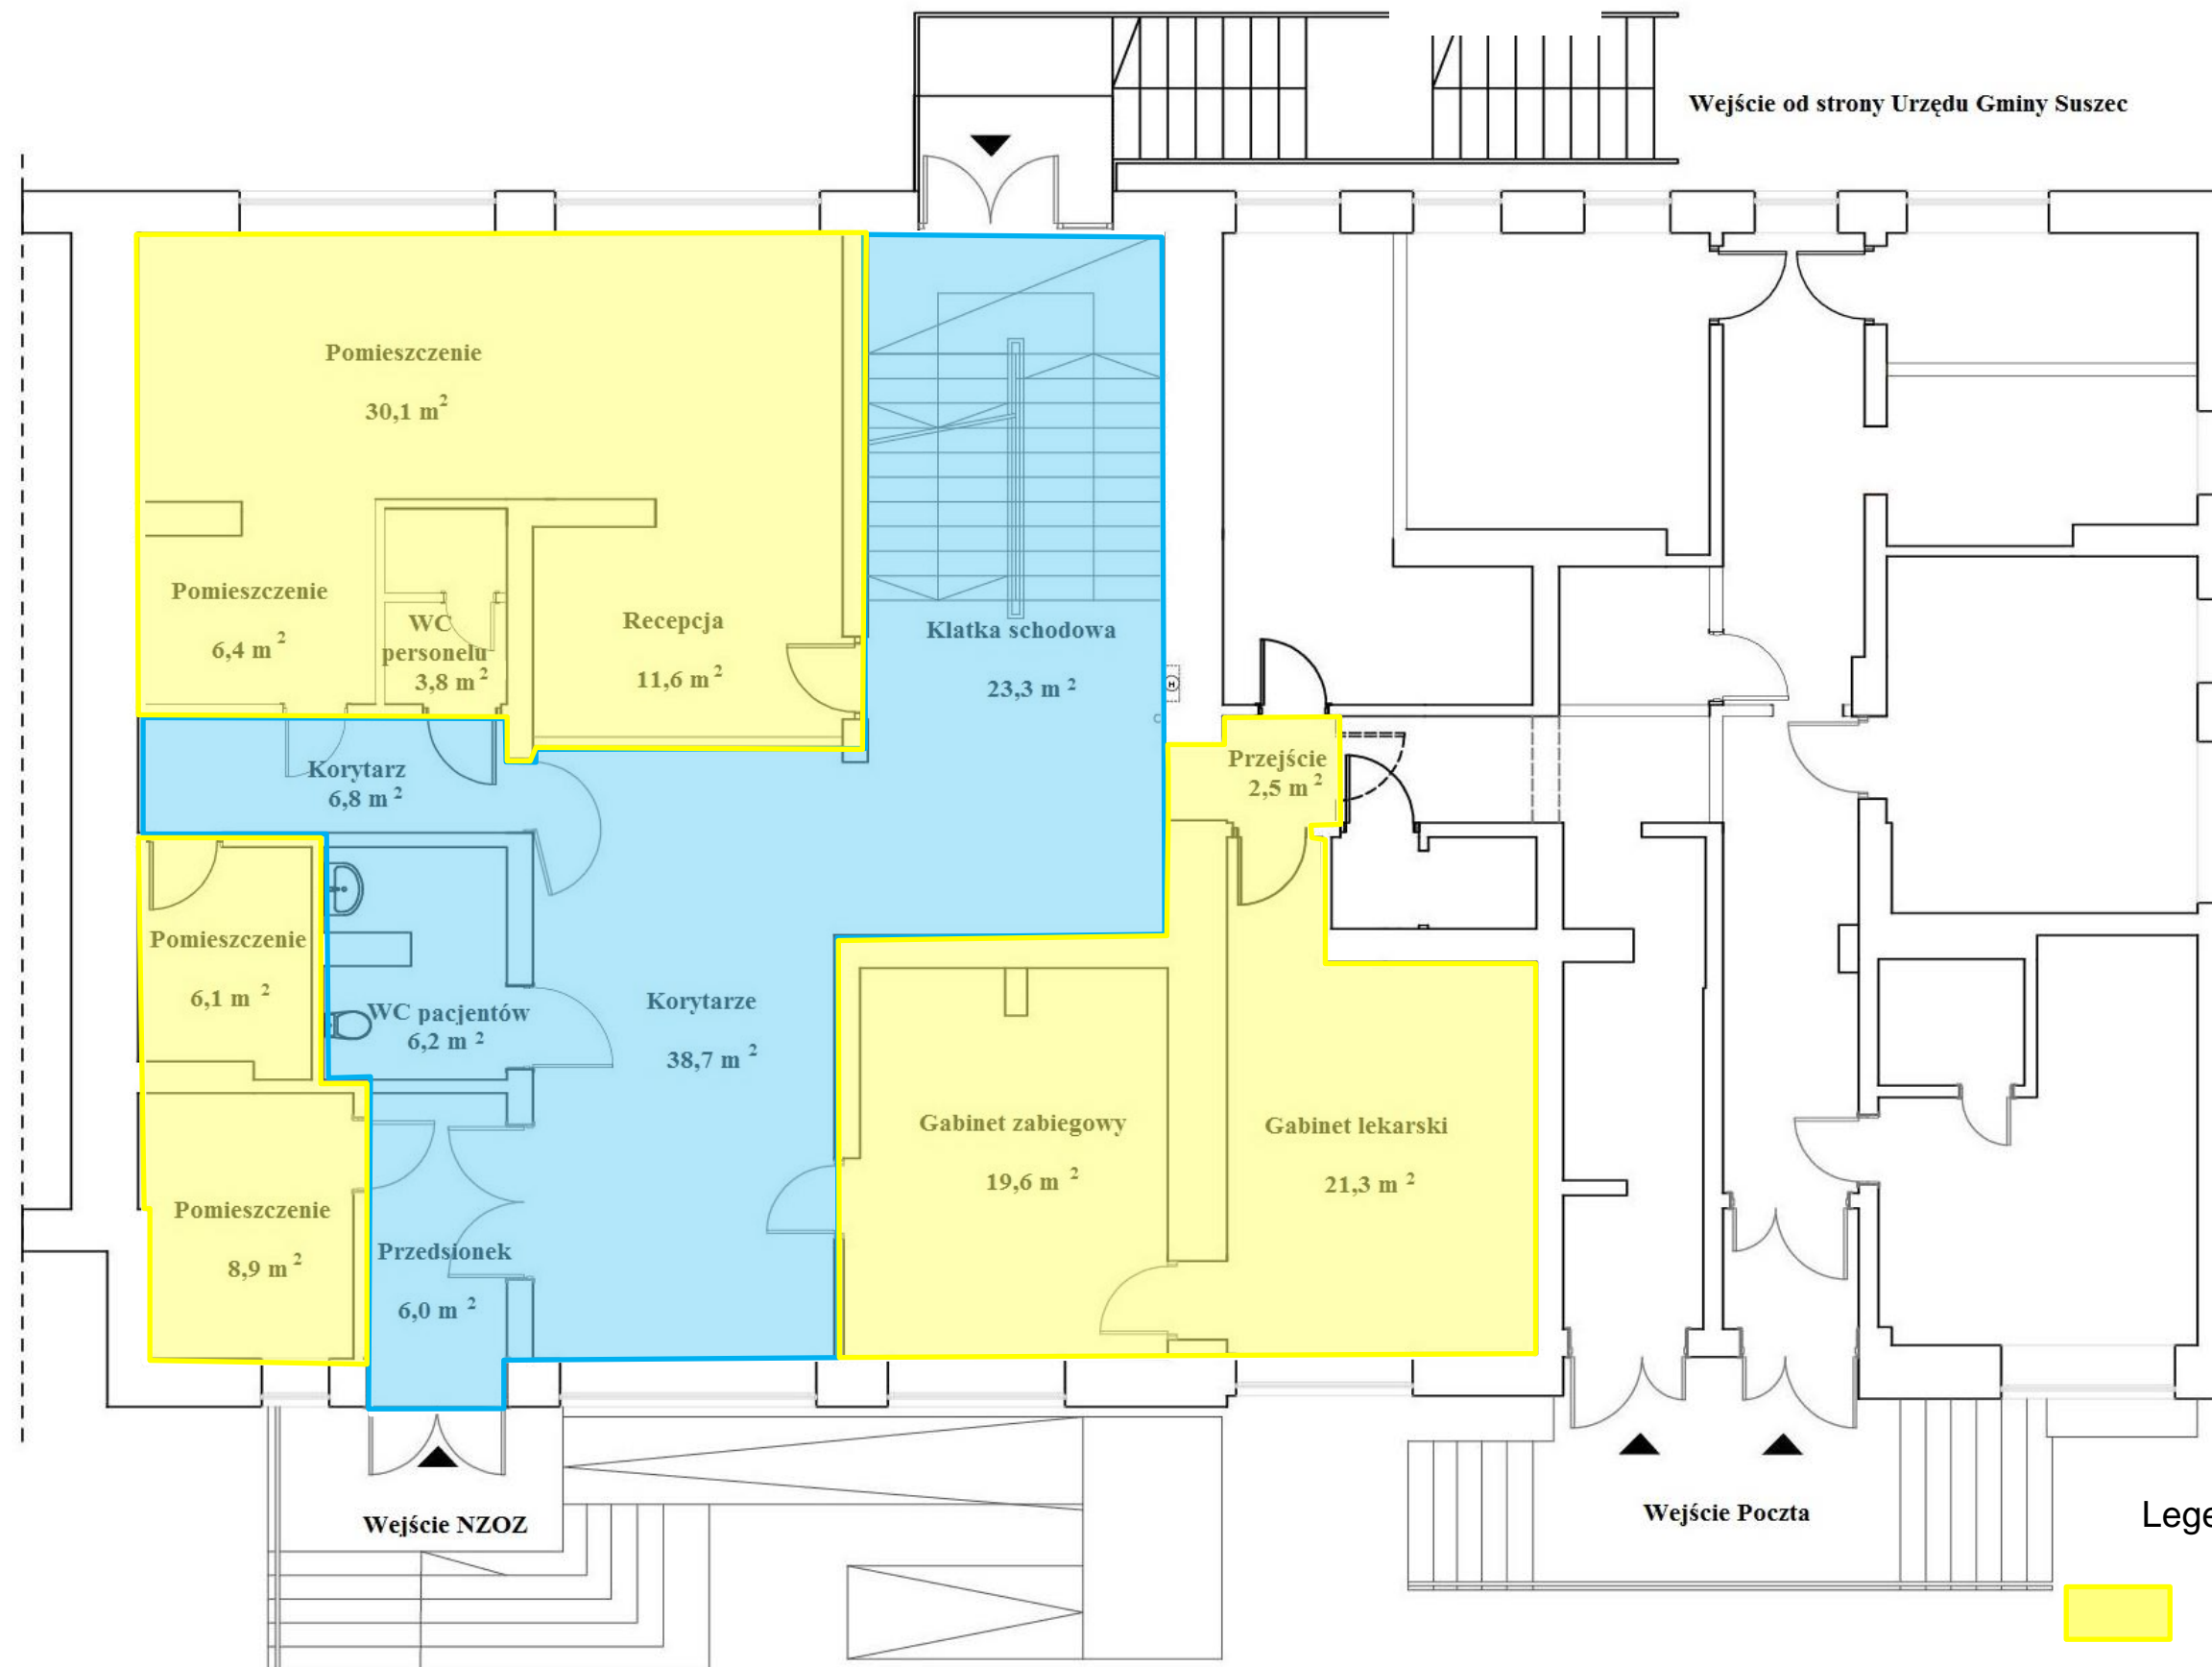 Wejście od strony Urzędu Gminy Suszec
Pomieszczenie
30,1 m²
Pomieszczenie
6,4 m²
WC
personelu
3,8 m²
Recepcja
11,6 m²
Klatka schodowa
23,3 m²
H
Korytarz
6,8 m²
Przejście
2,5 m²
Pomieszczenie
6,1 m²
WC pacjentów
6,2 m²
Korytarze
38,7 m²
Gabinet zabiegowy
19,6 m²
Gabinet lekarski
21,3 m²
Pomieszczenie
8,9 m²
Przedsionek
6,0 m²
Wejście NZOZ
Wejście Poczta
Lege